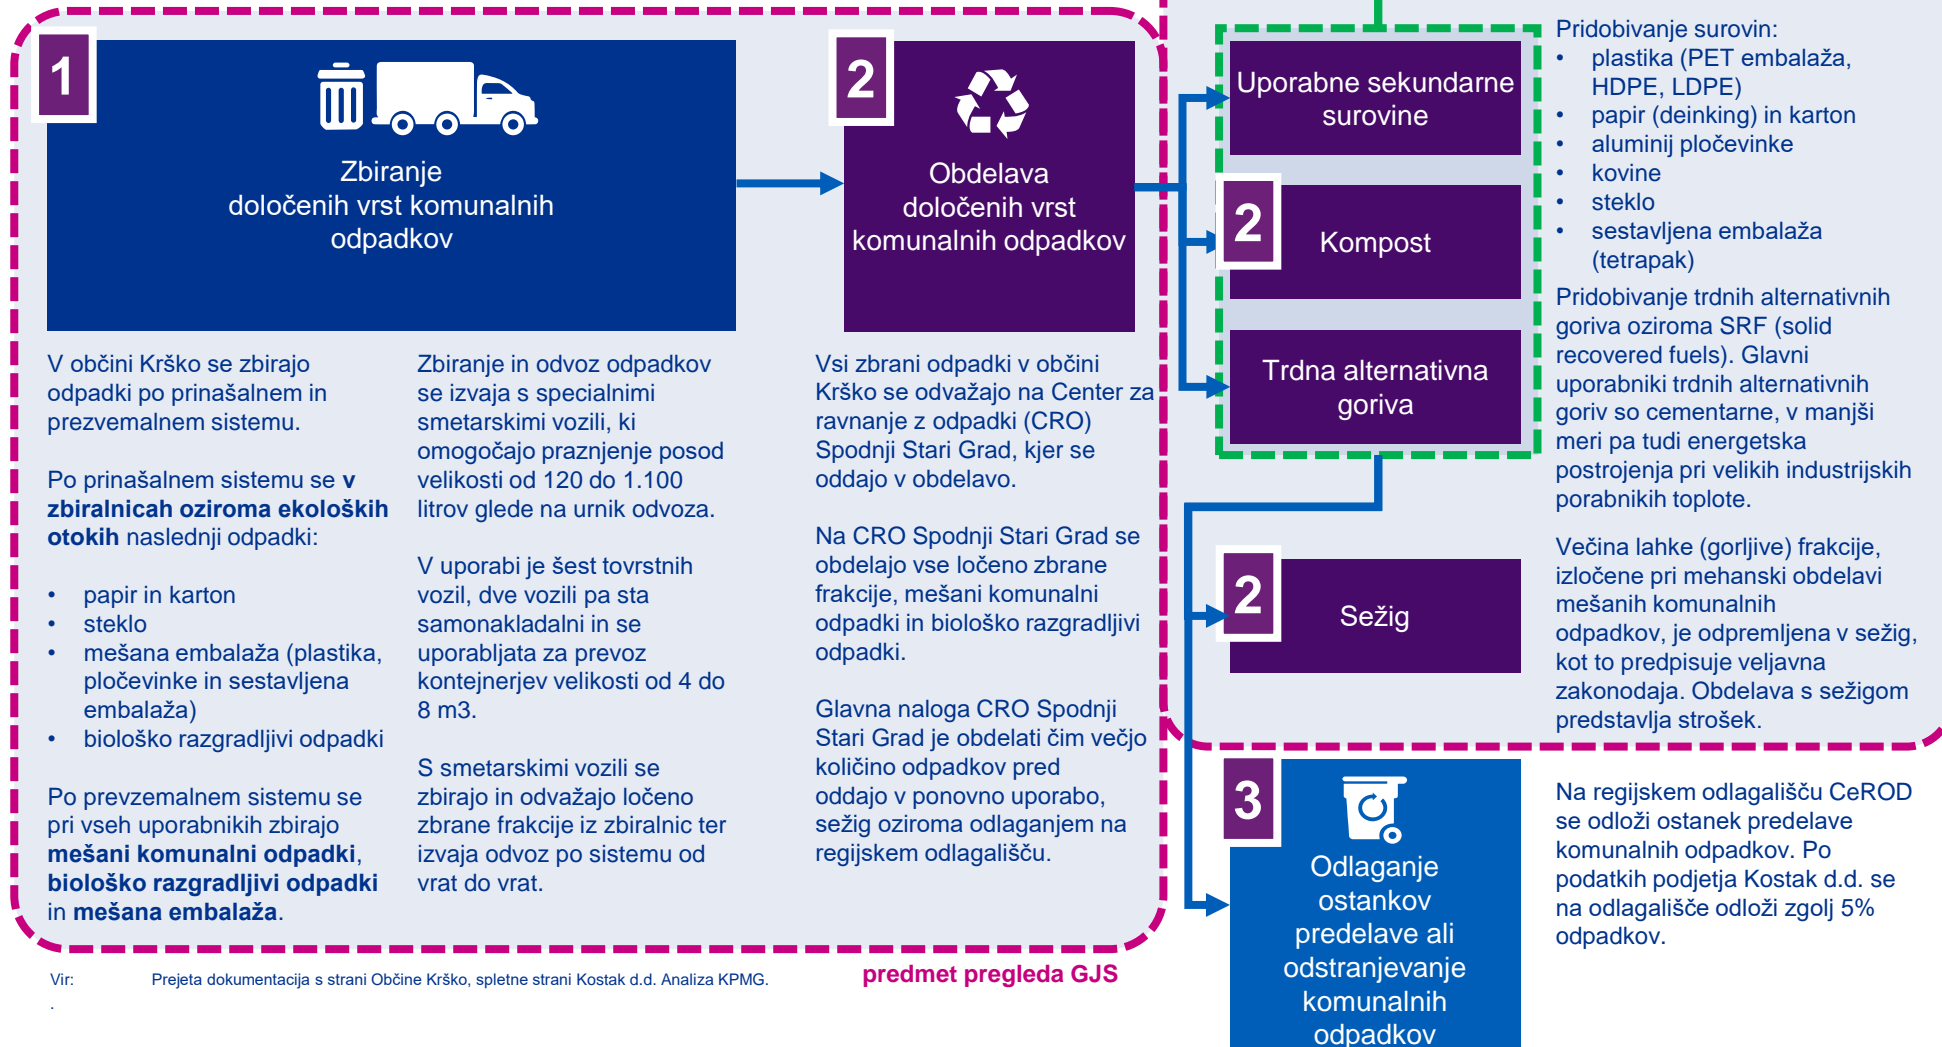 1
Zbiranje
določenih vrst komunalnih
odpadkov
2
Obdelava
določenih vrst
komunalnih odpadkov
V občini Krško se zbirajo
odpadki po prinašalnem in
prezvemalnem sistemu.
Po prinašalnem sistemu se v
zbiralnicah oziroma ekoloških
otokih naslednji odpadki:
• papir in karton
• steklo
• mešana embalaža (plastika,
pločevinke in sestavljena
embalaža)
• biološko razgradljivi odpadki
Po prevzemalnem sistemu se
pri vseh uporabnikih zbirajo
mešani komunalni odpadki,
biološko razgradljivi odpadki
in mešana embalaža.
Zbiranje in odvoz odpadkov
se izvaja s specialnimi
smetarskimi vozili, ki
omogočajo praznjenje posod
velikosti od 120 do 1.100
litrov glede na urnik odvoza.
V uporabi je šest tovrstnih
vozil, dve vozili pa sta
samonakladalni in se
uporabljata za prevoz
kontejnerjev velikosti od 4 do
8 m3.
S smetarskimi vozili se
zbirajo in odvažajo ločeno
zbrane frakcije iz zbiralnic ter
izvaja odvoz po sistemu od
vrat do vrat.
Vsi zbrani odpadki v občini
Krško se odvažajo na Center za
ravnanje z odpadki (CRO)
Spodnji Stari Grad, kjer se
oddajo v obdelavo.
Na CRO Spodnji Stari Grad se
obdelajo vse ločeno zbrane
frakcije, mešani komunalni
odpadki in biološko razgradljivi
odpadki.
Glavna naloga CRO Spodnji
Stari Grad je obdelati čim večjo
količino odpadkov pred
oddajo v ponovno uporabo,
sežig oziroma odlaganjem na
regijskem odlagališču.
Uporabne sekundarne
surovine
2
Kompost
Trdna alternativna
goriva
2
Sežig
3
Odlaganje
ostankov
predelave ali
odstranjevanje
komunalnih
odpadkov
Pridobivanje surovin:
• plastika (PET embalaža,
HDPE, LDPE)
• papir (deinking) in karton
• aluminij pločevinke
• kovine
• steklo
• sestavljena embalaža
(tetrapak)
Pridobivanje trdnih alternativnih
goriva oziroma SRF (solid
recovered fuels). Glavni
uporabniki trdnih alternativnih
goriv so cementarne, v manjši
meri pa tudi energetska
postrojenja pri velikih industrijskih
porabnikih toplote.
Večina lahke (gorljive) frakcije,
izločene pri mehanski obdelavi
mešanih komunalnih
odpadkov, je odpremljena v sežig,
kot to predpisuje veljavna
zakonodaja. Obdelava s sežigom
predstavlja strošek.
Na regijskem odlagališču CeROD
se odloži ostanek predelave
komunalnih odpadkov. Po
podatkih podjetja Kostak d.d. se
na odlagališče odloži zgolj 5%
odpadkov.
predmet pregleda GJS
Vir: Prejeta dokumentacija s strani Občine Krško, spletne strani Kostak d.d. Analiza KPMG.
.